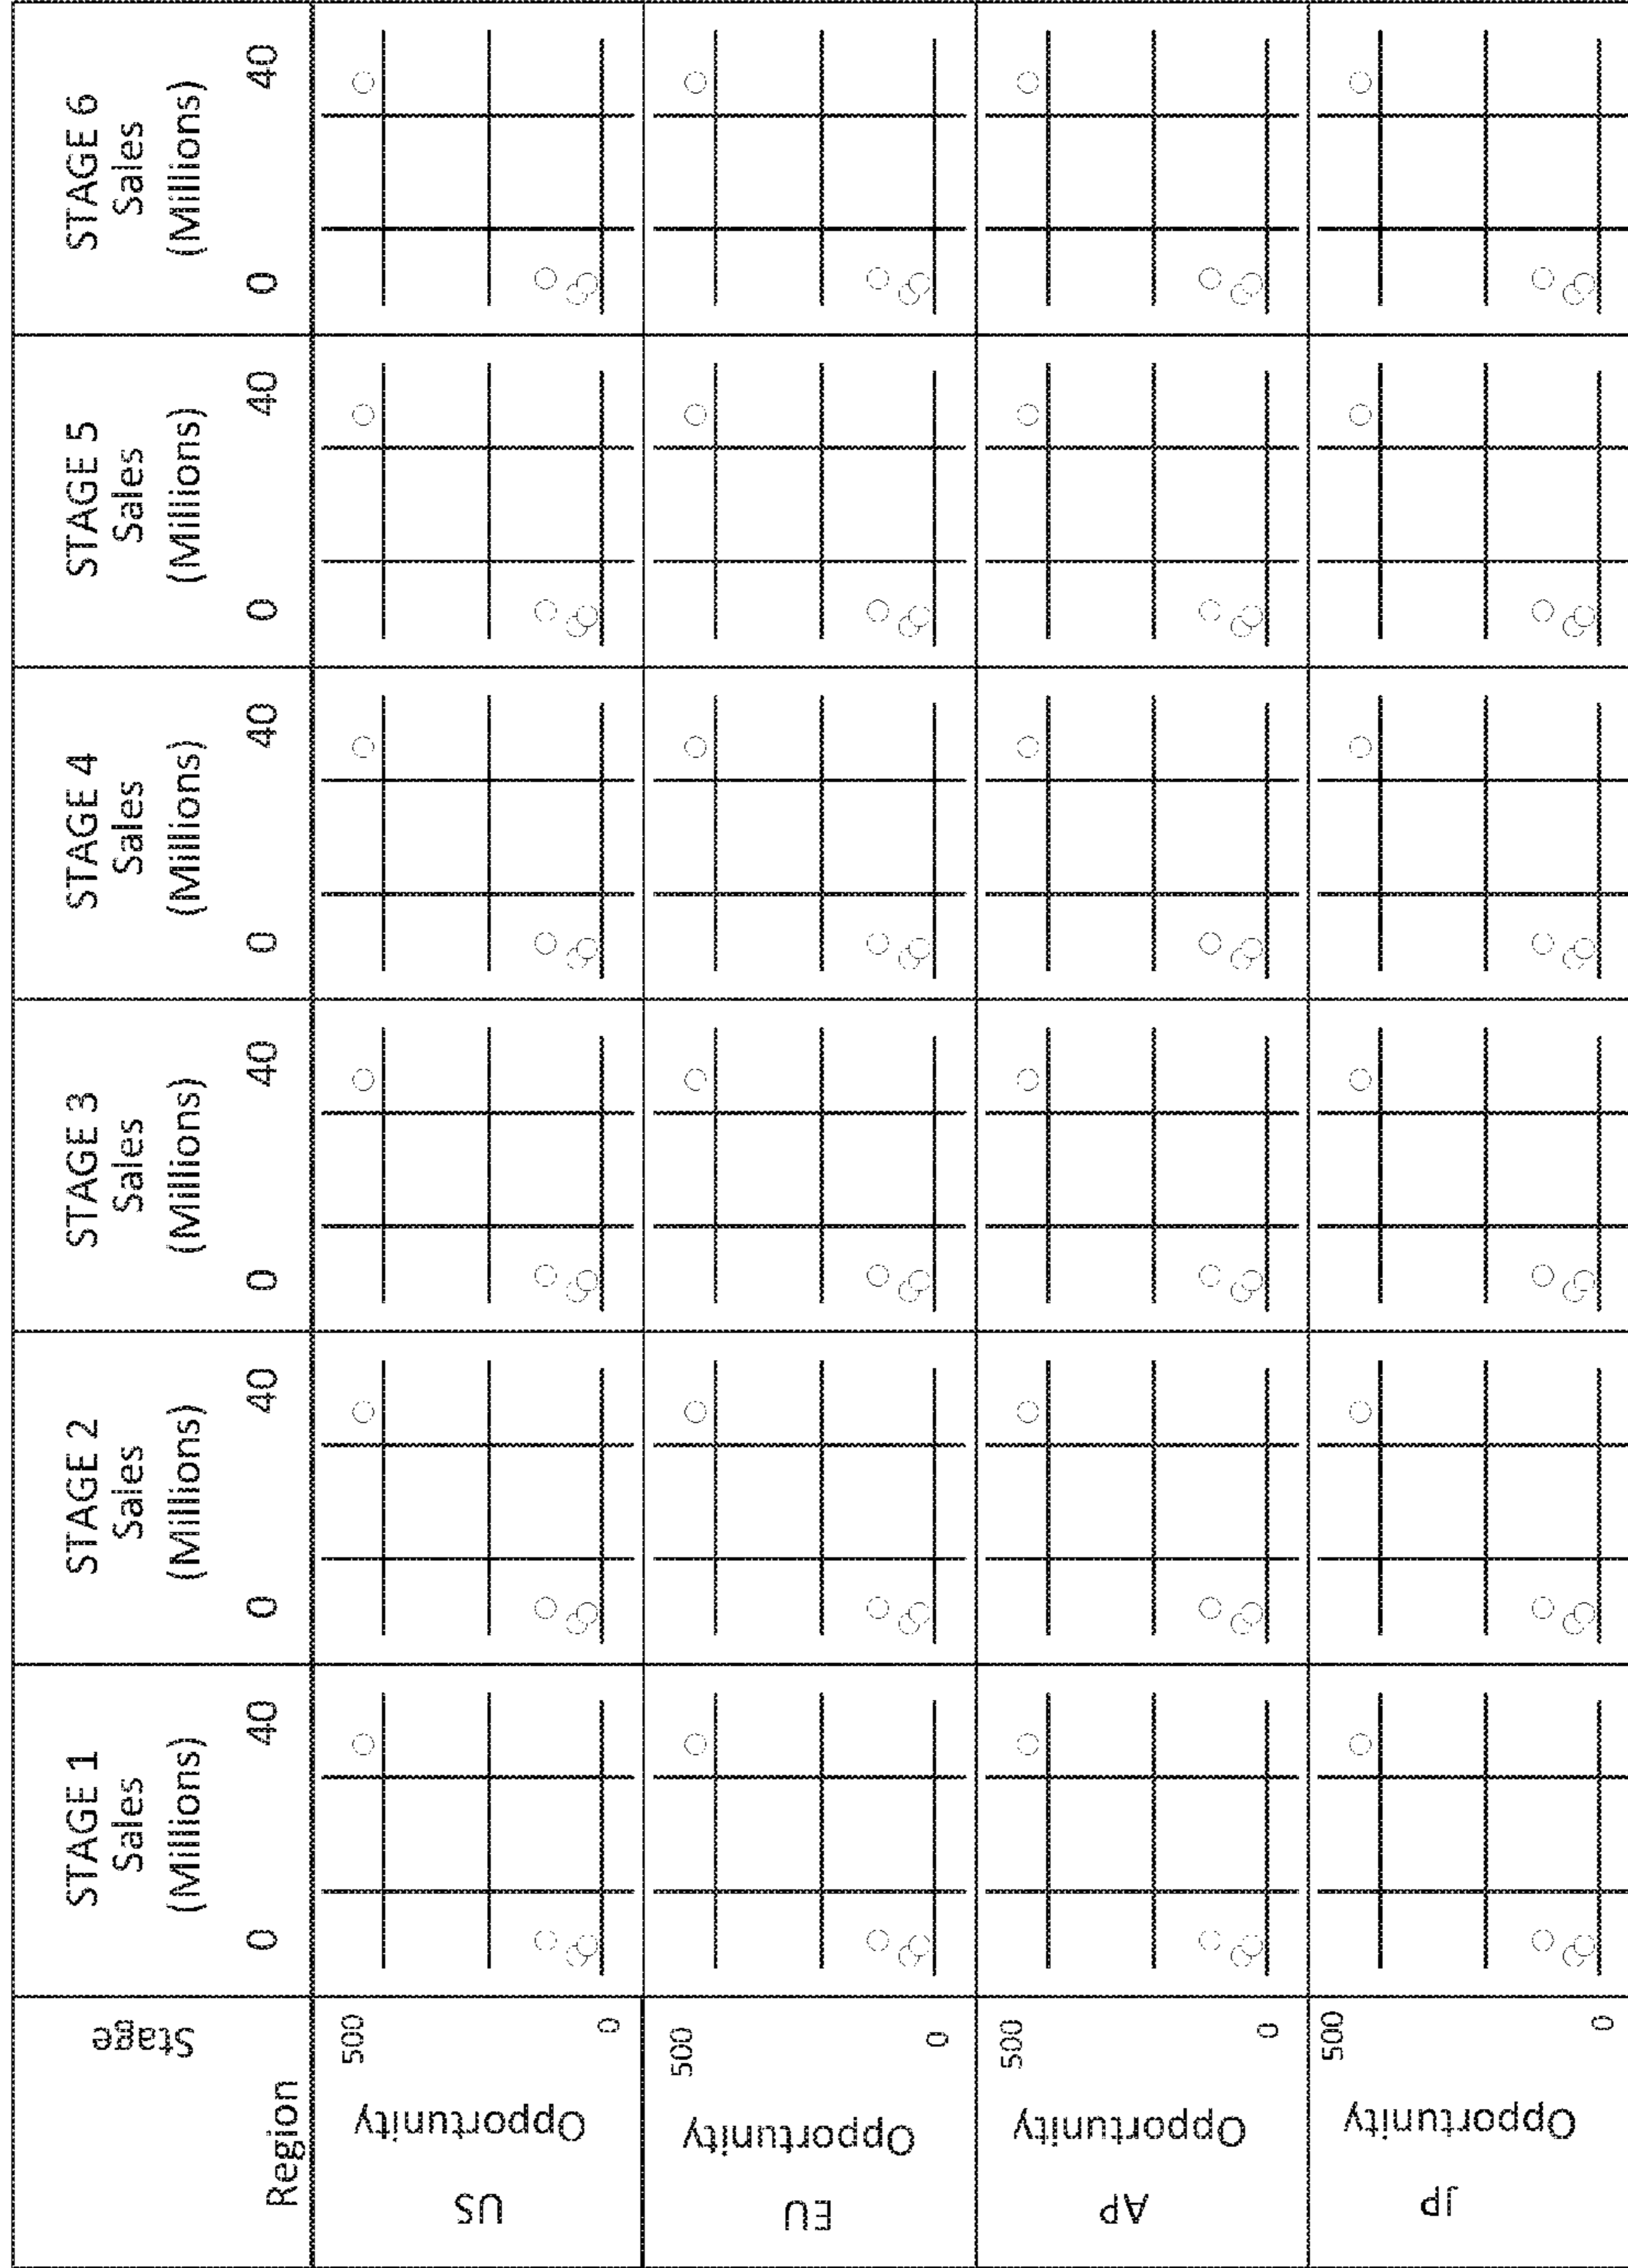 Stage
Region
STAGE 1
Sales
(Millions)
0 40
STAGE 2
Sales
(Millions)
0 40
STAGE 3
Sales
(Millions)
0 40
STAGE 4
Sales
(Millions)
0 40
STAGE 5
Sales
(Millions)
0 40
STAGE 6
Sales
(Millions)
0 40
US
Opportunity
500
0
EU
Opportunity
500
0
AP
Opportunity
500
0
JP
Opportunity
500
0